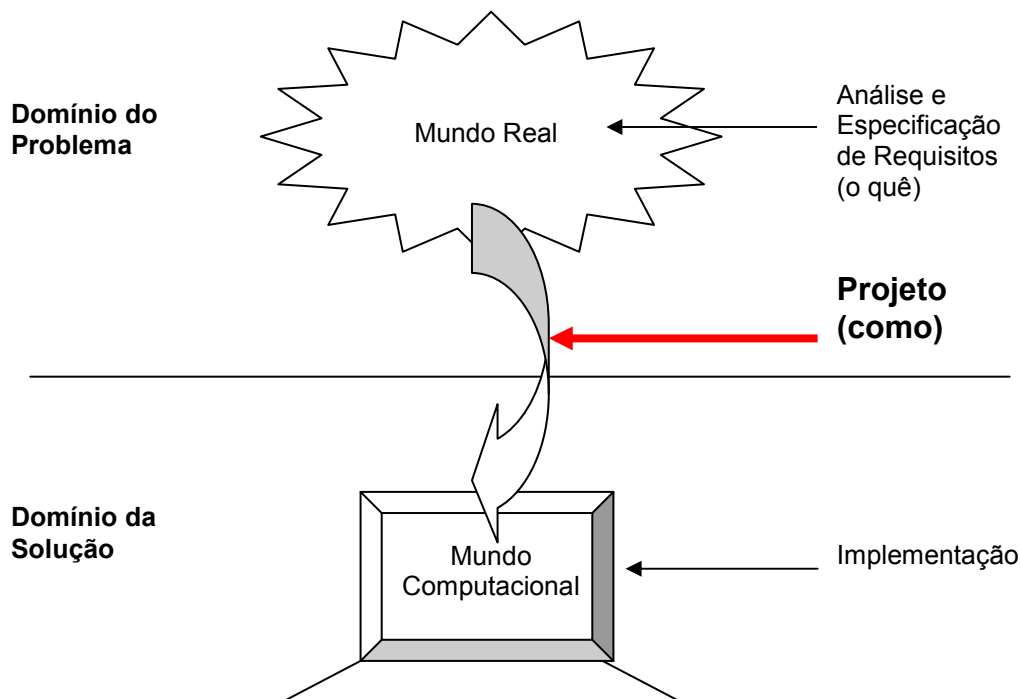 Domínio do
Problema
Mundo Real
Análise e
Especificação
de Requisitos
(o quê)
Projeto
(como)
Domínio da
Solução
Mundo
Computacional
Implementação